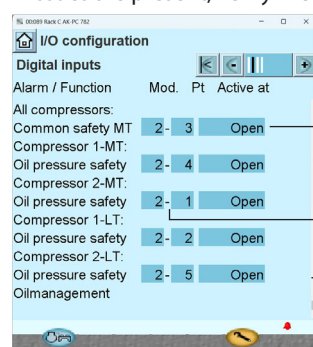 00:089 Rack C AK-PC 782
I/O configuration
Digital inputs
Alarm / Function Mod. Pt Active at
All compressors:
Common safety MT 2 - 3 Open
Compressor 1-MT:
Oil pressure safety 2 - 4 Open
Compressor 2-MT:
Oil pressure safety 2 - 1 Open
Compressor 1-LT:
Oil pressure safety 2 - 2 Open
Compressor 2-LT:
Oil pressure safety 2 - 5 Open
Oilmanagement